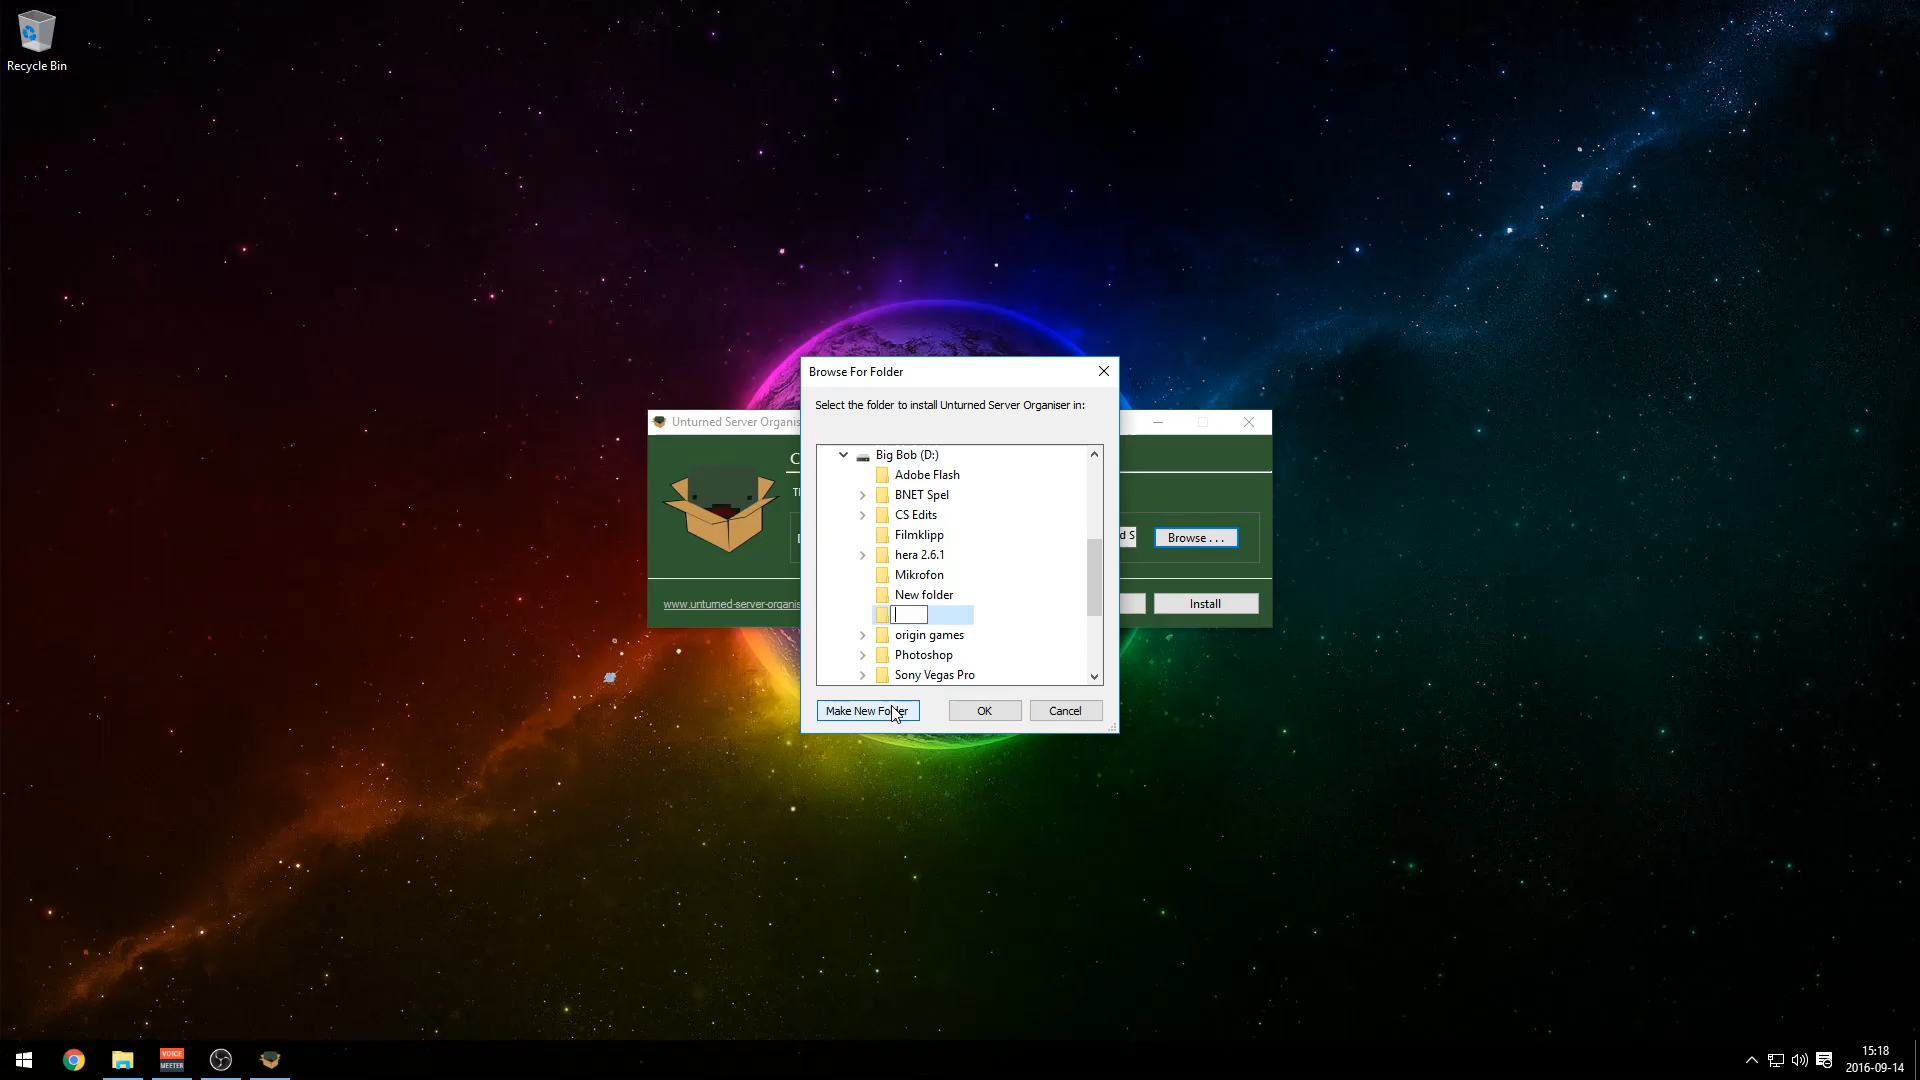 Recycle Bin
Browse For Folder
Select the folder to install Unturned Server Organiser in:
Unturned Server Organis
Big Bob (D:)
Adobe Flash
BNET Spel
CS Edits
Filmklipp
hera 2.6.1
Mikrofon
New folder
origin games
Photoshop
Sony Vegas Pro
d S
Browse . . .
www.unturned-server-organis
Install
Make New Folder
OK
Cancel
VOICE
MEETER
15:18
2016-09-14